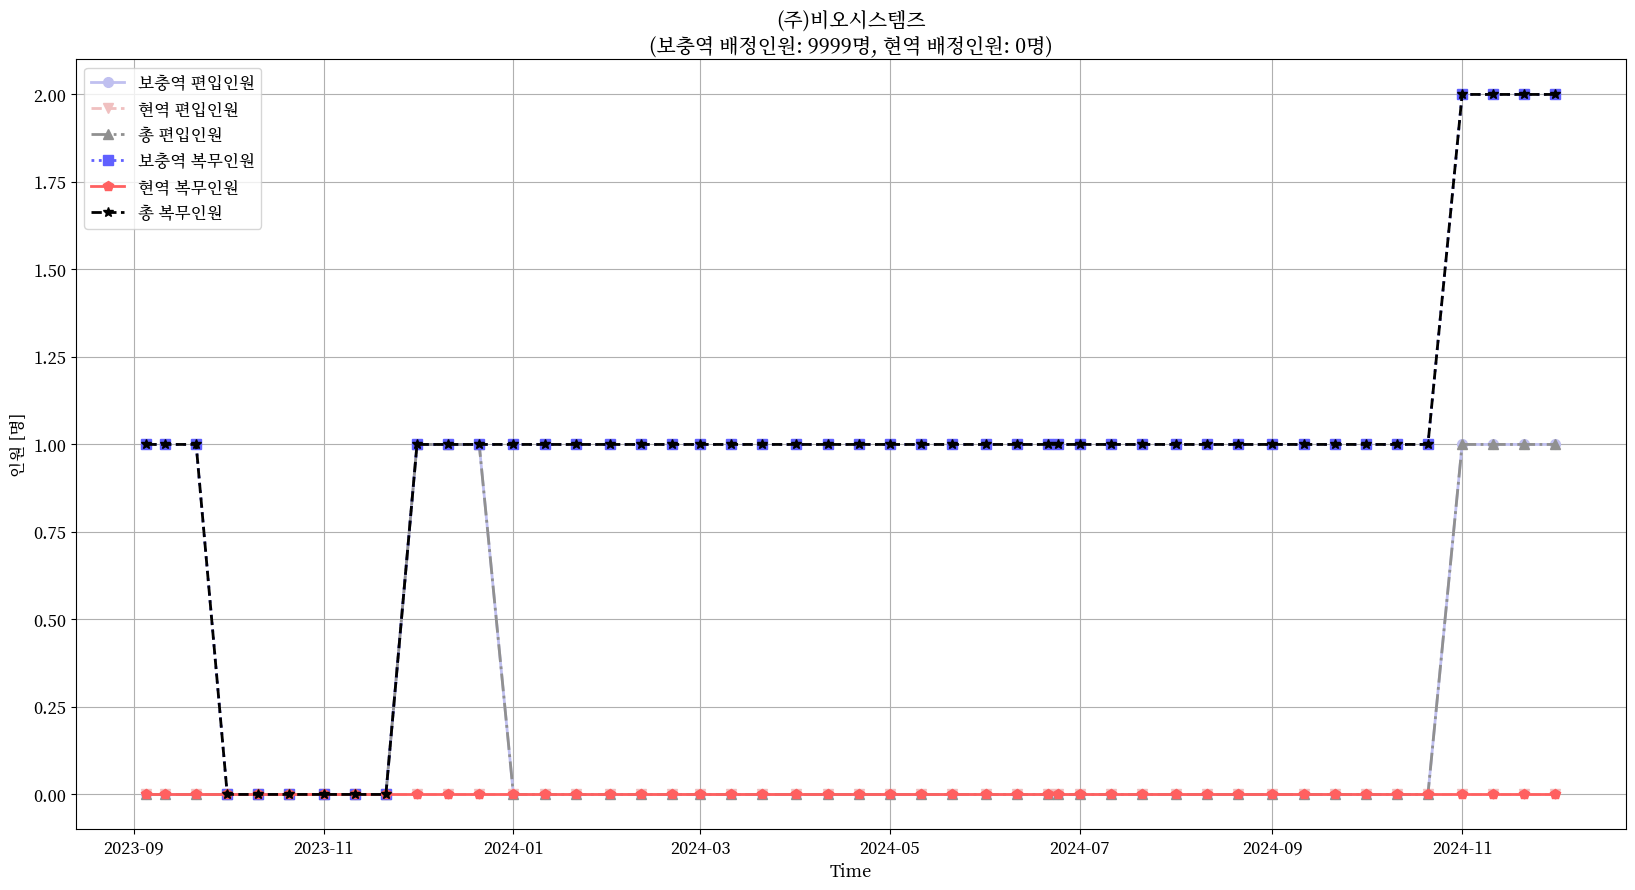 (주)비오시스템즈
(보충역 배정인원: 9999명, 현역 배정인원: 0명)
보충역 편입인원
현역 편입인원
총 편입인원
보충역 복무인원
현역 복무인원
총 복무인원
2.00
1.75
1.50
1.25
1.00
0.75
0.50
0.25
0.00
인원 [명]
2023-09 2023-11 2024-01 2024-03 2024-05 2024-07 2024-09 2024-11
Time